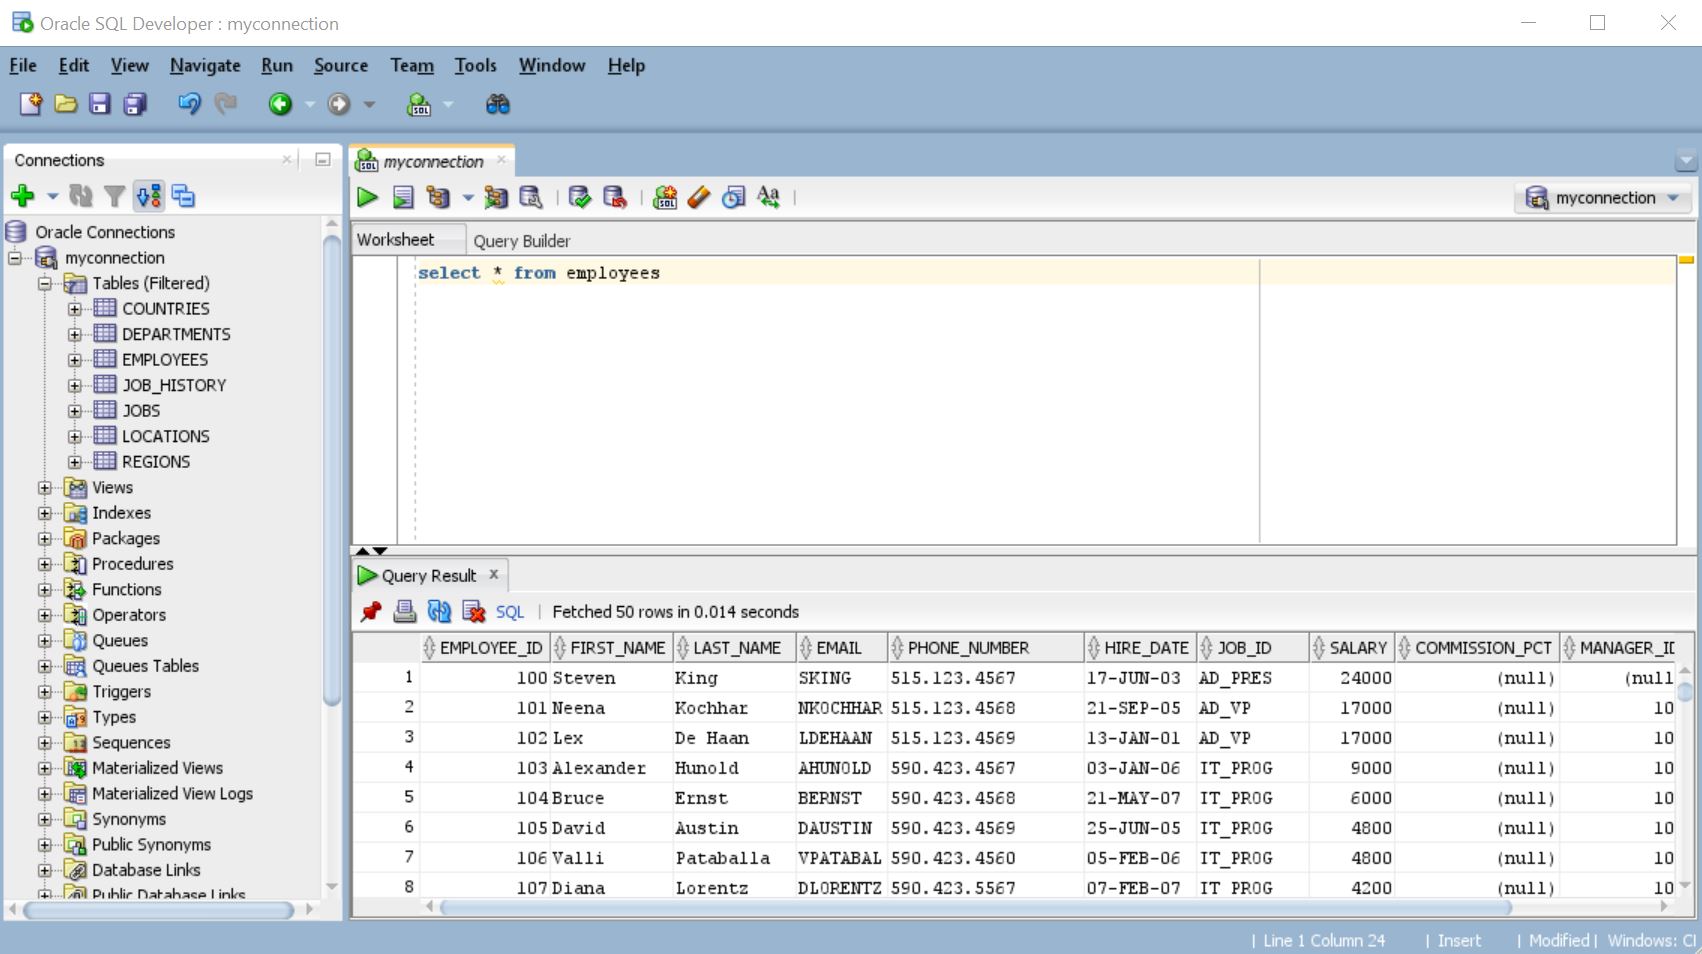 Oracle SQL Developer : myconnection
File Edit View Navigate Run Source Team Tools Window Help
Connections
Oracle Connections
myconnection
Tables (Filtered)
COUNTRIES
DEPARTMENTS
EMPLOYEES
JOB_HISTORY
JOBS
LOCATIONS
REGIONS
Views
Indexes
Packages
Procedures
Functions
Operators
Queues
Queues Tables
Triggers
Types
Sequences
Materialized Views
Materialized View Logs
Synonyms
Public Synonyms
Database Links
Public Database Links
myconnection
myconnection
Worksheet Query Builder
select * from employees
Query Result
SQL | Fetched 50 rows in 0.014 seconds
EMPLOYEE_ID FIRST_NAME LAST_NAME EMAIL PHONE_NUMBER HIRE_DATE JOB_ID SALARY COMMISSION_PCT MANAGER_ID
1 100 Steven King SKING 515.123.4567 17-JUN-03 AD_PRES 24000 (null) (null
2 101 Neena Kochhar NKOCHHAR 515.123.4568 21-SEP-05 AD_VP 17000 (null) 10
3 102 Lex De Haan LDEHAAN 515.123.4569 13-JAN-01 AD_VP 17000 (null) 10
4 103 Alexander Hunold AHUNOLD 590.423.4567 03-JAN-06 IT_PROG 9000 (null) 10
5 104 Bruce Ernst BERNST 590.423.4568 21-MAY-07 IT_PROG 6000 (null) 10
6 105 David Austin DAUSTIN 590.423.4569 25-JUN-05 IT_PROG 4800 (null) 10
7 106 Valli Pataballa VPATABAL 590.423.4560 05-FEB-06 IT_PROG 4800 (null) 10
8 107 Diana Lorentz DLORENTZ 590.423.5567 07-FEB-07 IT_PROG 4200 (null) 10
| Line 1 Column 24 | Insert | Modified | Windows: Cl